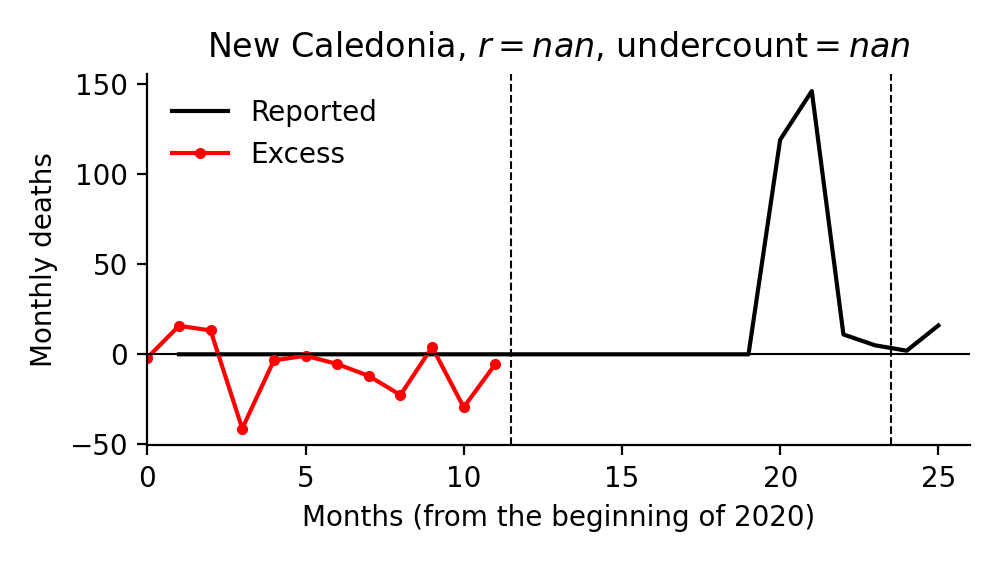 New Caledonia, r = nan, undercount = nan
150
100
50
0
−50
Monthly deaths
Reported
Excess
0 5 10 15 20 25
Months (from the beginning of 2020)